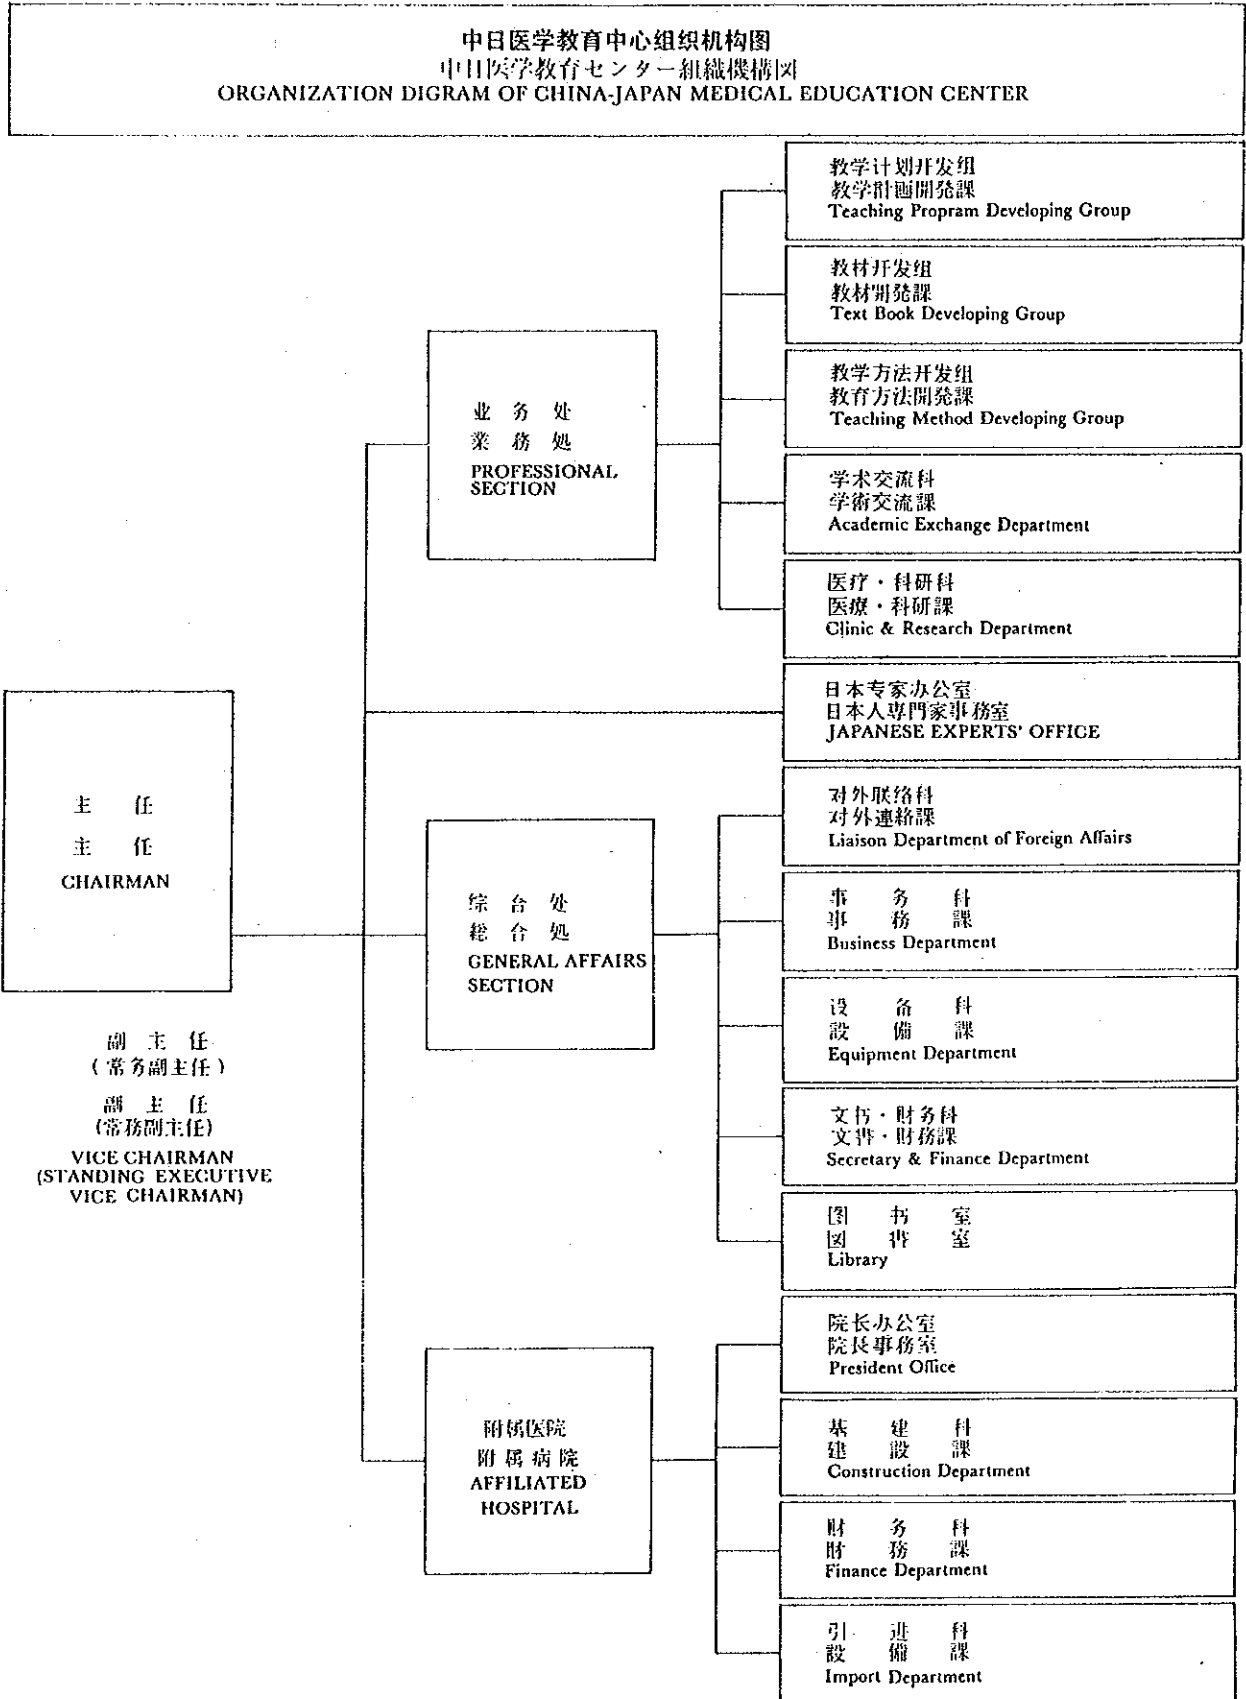 中日医学教育中心组织机构图
中日医学教育センター組織機構図
ORGANIZATION DIGRAM OF CHINA-JAPAN MEDICAL EDUCATION CENTER
教学计划开发组
教学計画開発課
Teaching Propram Developing Group
教材开发组
教材開発課
Text Book Developing Group
教学方法开发组
教育方法開発課
Teaching Method Developing Group
学术交流科
学術交流課
Academic Exchange Department
医疗・科研科
医療・科研課
Clinic & Research Department
业务处
業務処
PROFESSIONAL
SECTION
日本专家办公室
日本人専門家事務室
JAPANESE EXPERTS' OFFICE
主任
主任
CHAIRMAN
副主任
(常务副主任)
副主任
(常務副主任)
VICE CHAIRMAN
(STANDING EXECUTIVE
VICE CHAIRMAN)
综合处
総合処
GENERAL AFFAIRS
SECTION
对外联络科
対外連絡課
Liaison Department of Foreign Affairs
事务科
事務課
Business Department
设备科
設備課
Equipment Department
文书・财务科
文書・財務課
Secretary & Finance Department
图书室
図書室
Library
附属医院
附属病院
AFFILIATED
HOSPITAL
院长办公室
院長事務室
President Office
基建科
建設課
Construction Department
财务科
財務課
Finance Department
引进科
設備課
Import Department